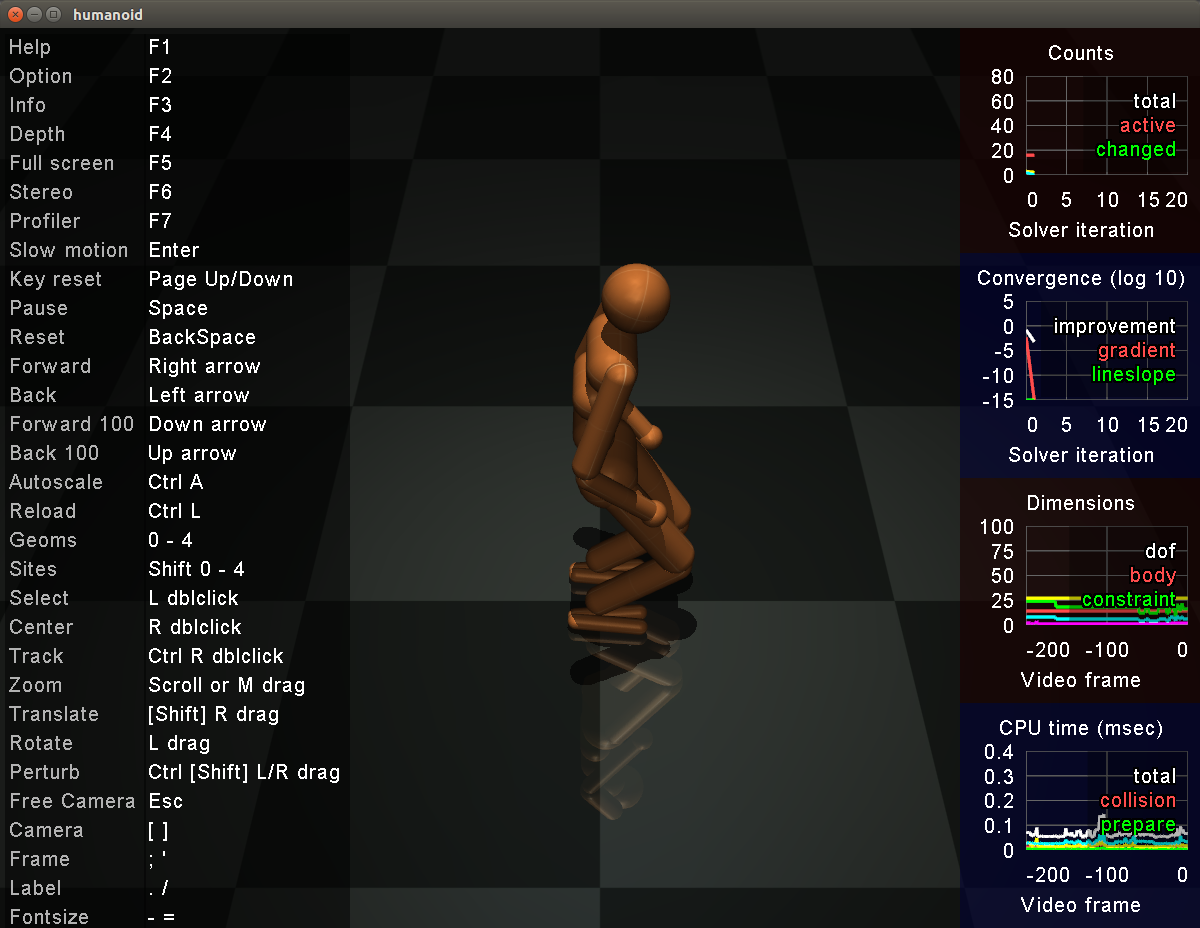 humanoid
Help F1
Option F2
Info F3
Depth F4
Full screen F5
Stereo F6
Profiler F7
Slow motion Enter
Key reset Page Up/Down
Pause Space
Reset BackSpace
Forward Right arrow
Back Left arrow
Forward 100 Down arrow
Back 100 Up arrow
Autoscale Ctrl A
Reload Ctrl L
Geoms 0 - 4
Sites Shift 0 - 4
Select L dblclick
Center R dblclick
Track Ctrl R dblclick
Zoom Scroll or M drag
Translate [Shift] R drag
Rotate L drag
Perturb Ctrl [Shift] L/R drag
Free Camera Esc
Camera [ ]
Frame ; '
Label . /
Fontsize - =
Counts
80
60 total
40 active
20 changed
0
0 5 10 15 20
Solver iteration
Convergence (log 10)
5
0 improvement
-5 gradient
-10 lineslope
-15
0 5 10 15 20
Solver iteration
Dimensions
100
75 dof
50 body
25 constraint
0
-200 -100 0
Video frame
CPU time (msec)
0.4
0.3 total
0.2 collision
0.1 prepare
0
-200 -100 0
Video frame